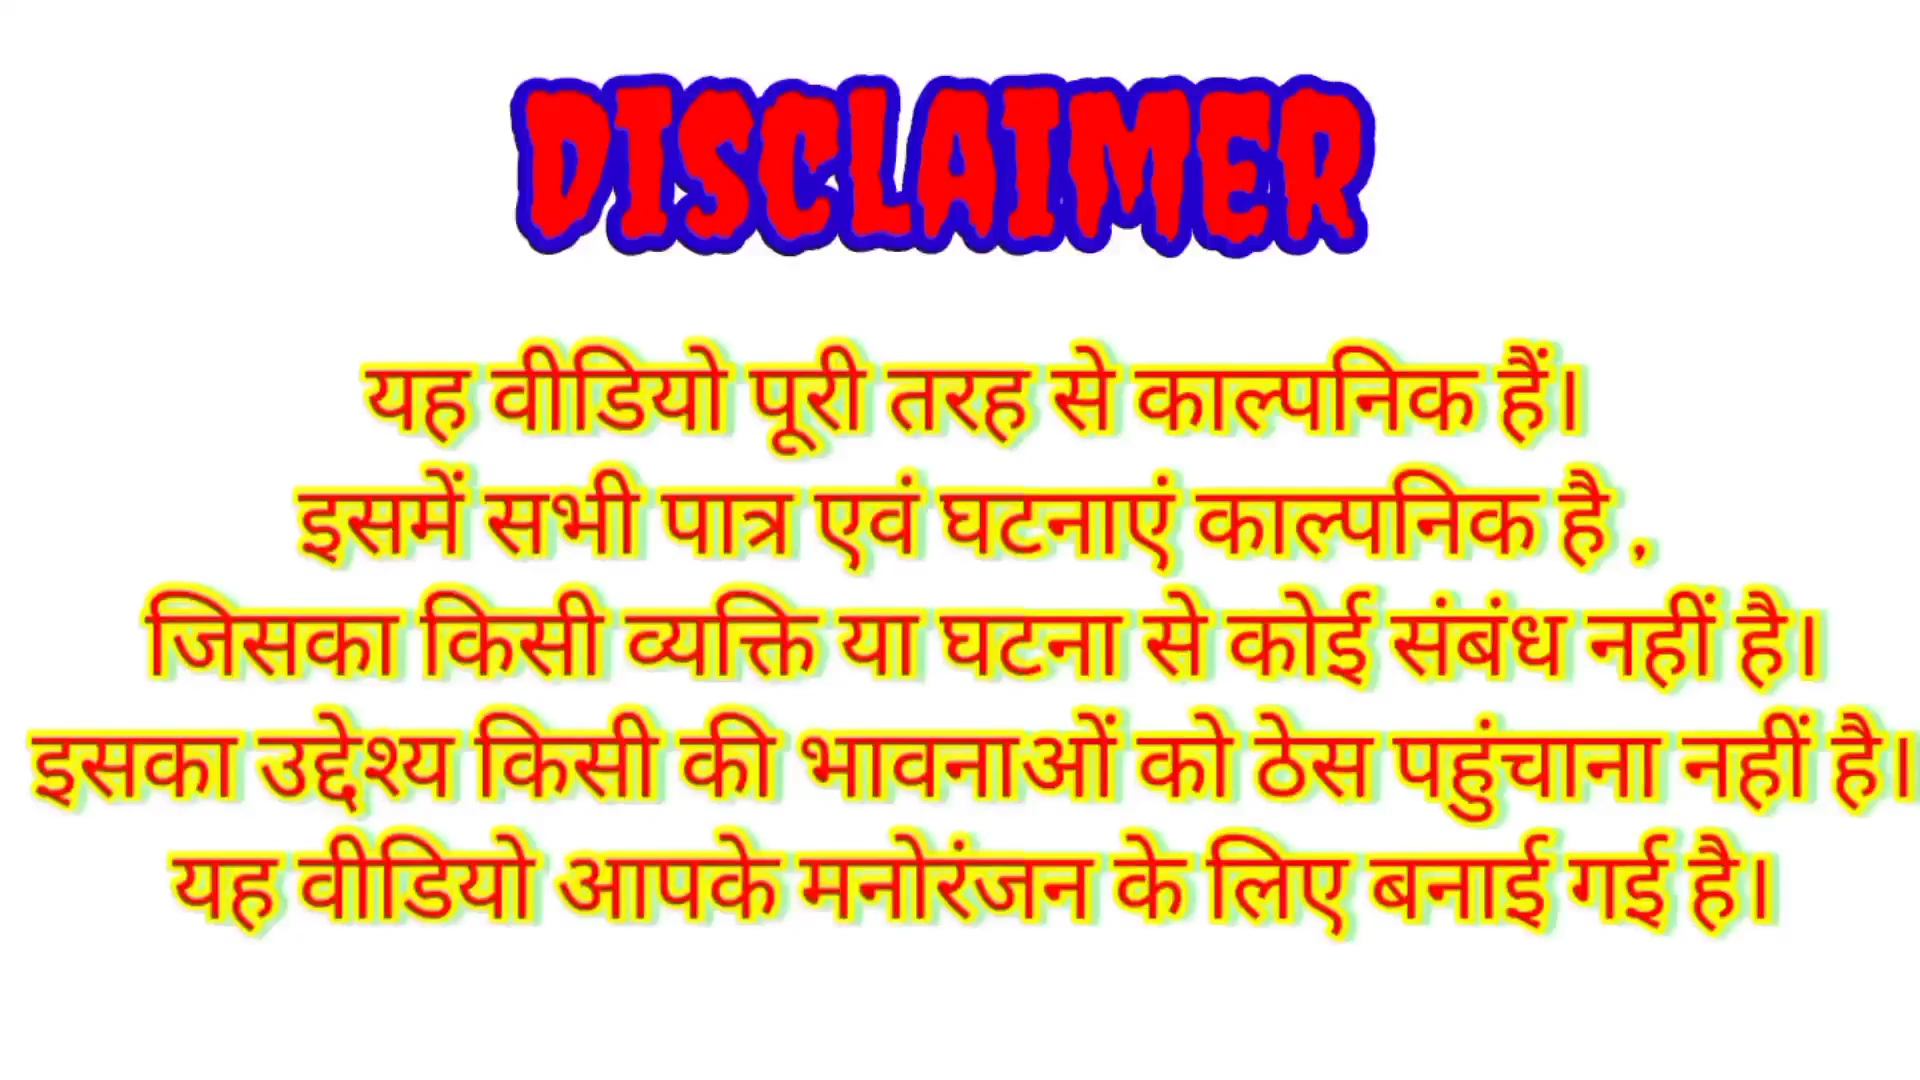 DISCLAIMER
यह वीडियो पूरी तरह से काल्पनिक हैं।
इसमें सभी पात्र एवं घटनाएं काल्पनिक है ,
जिसका किसी व्यक्ति या घटना से कोई संबंध नहीं है।
इसका उद्देश्य किसी की भावनाओं को ठेस पहुंचाना नहीं है।
यह वीडियो आपके मनोरंजन के लिए बनाई गई है।